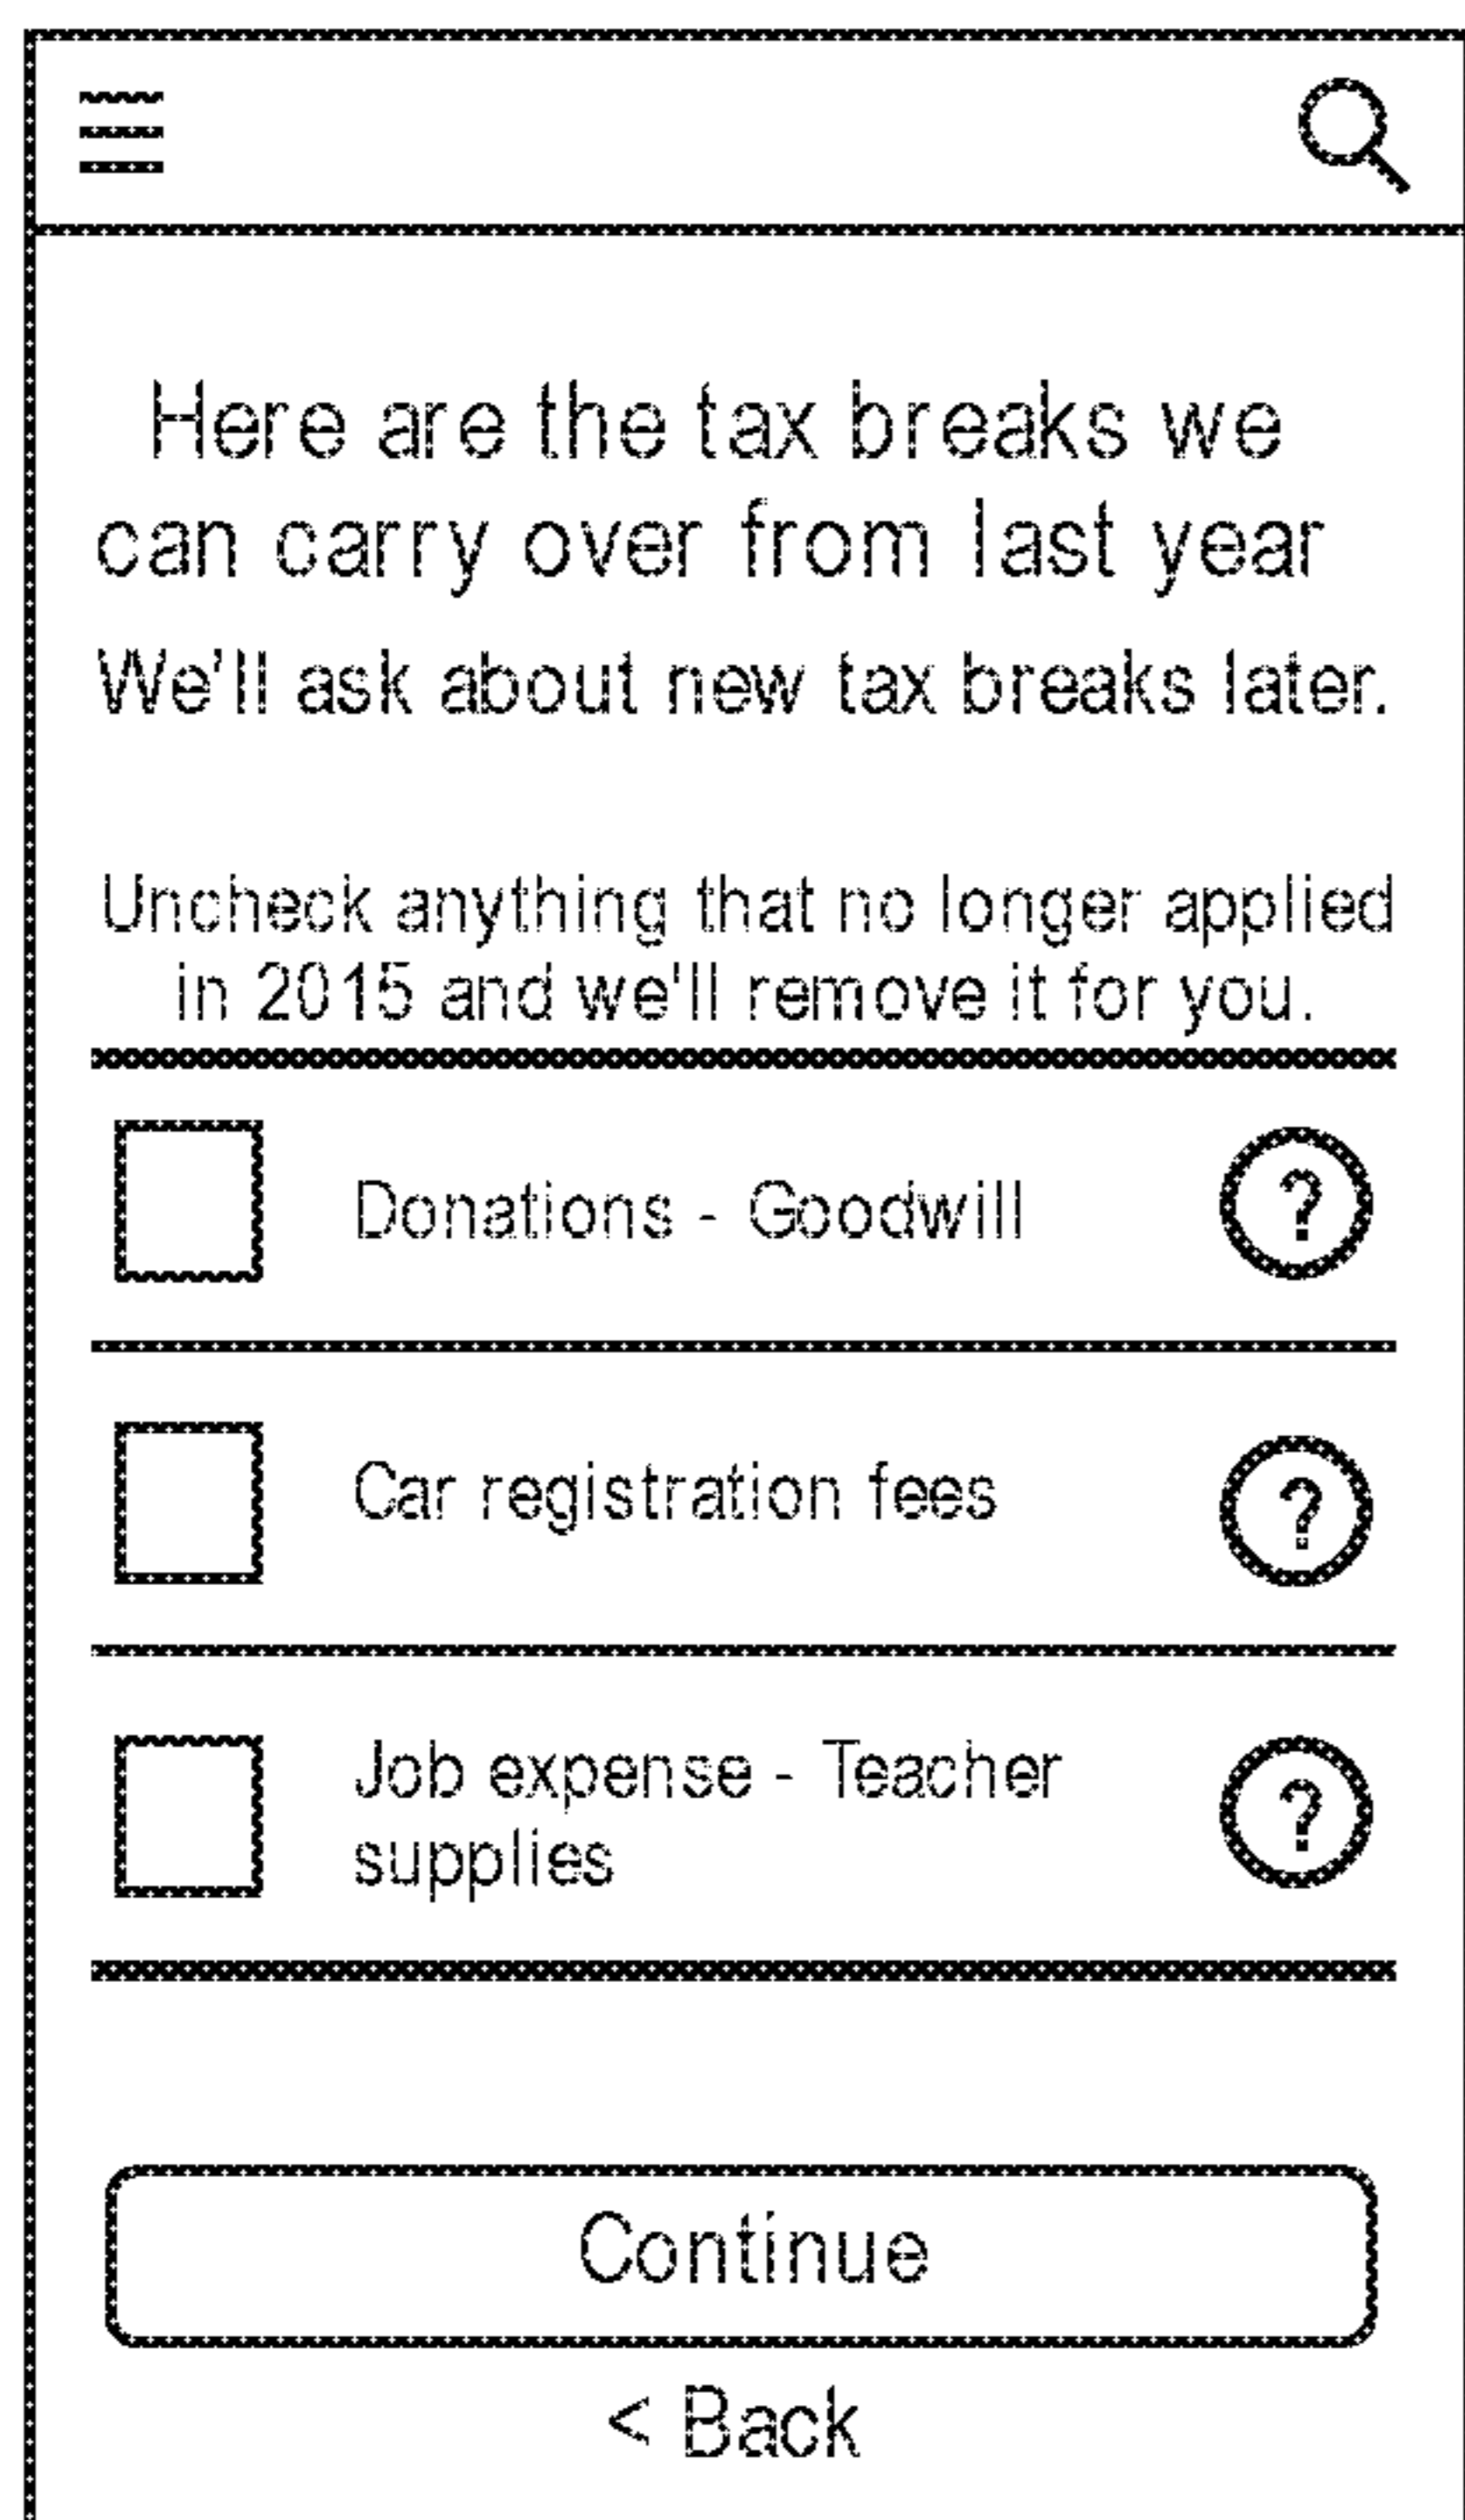 Here are the tax breaks we
can carry over from last year
We'll ask about new tax breaks later.
Uncheck anything that no longer applied
in 2015 and we'll remove it for you.
Donations - Goodwill
?
Car registration fees
?
Job expense - Teacher
supplies
?
Continue
< Back